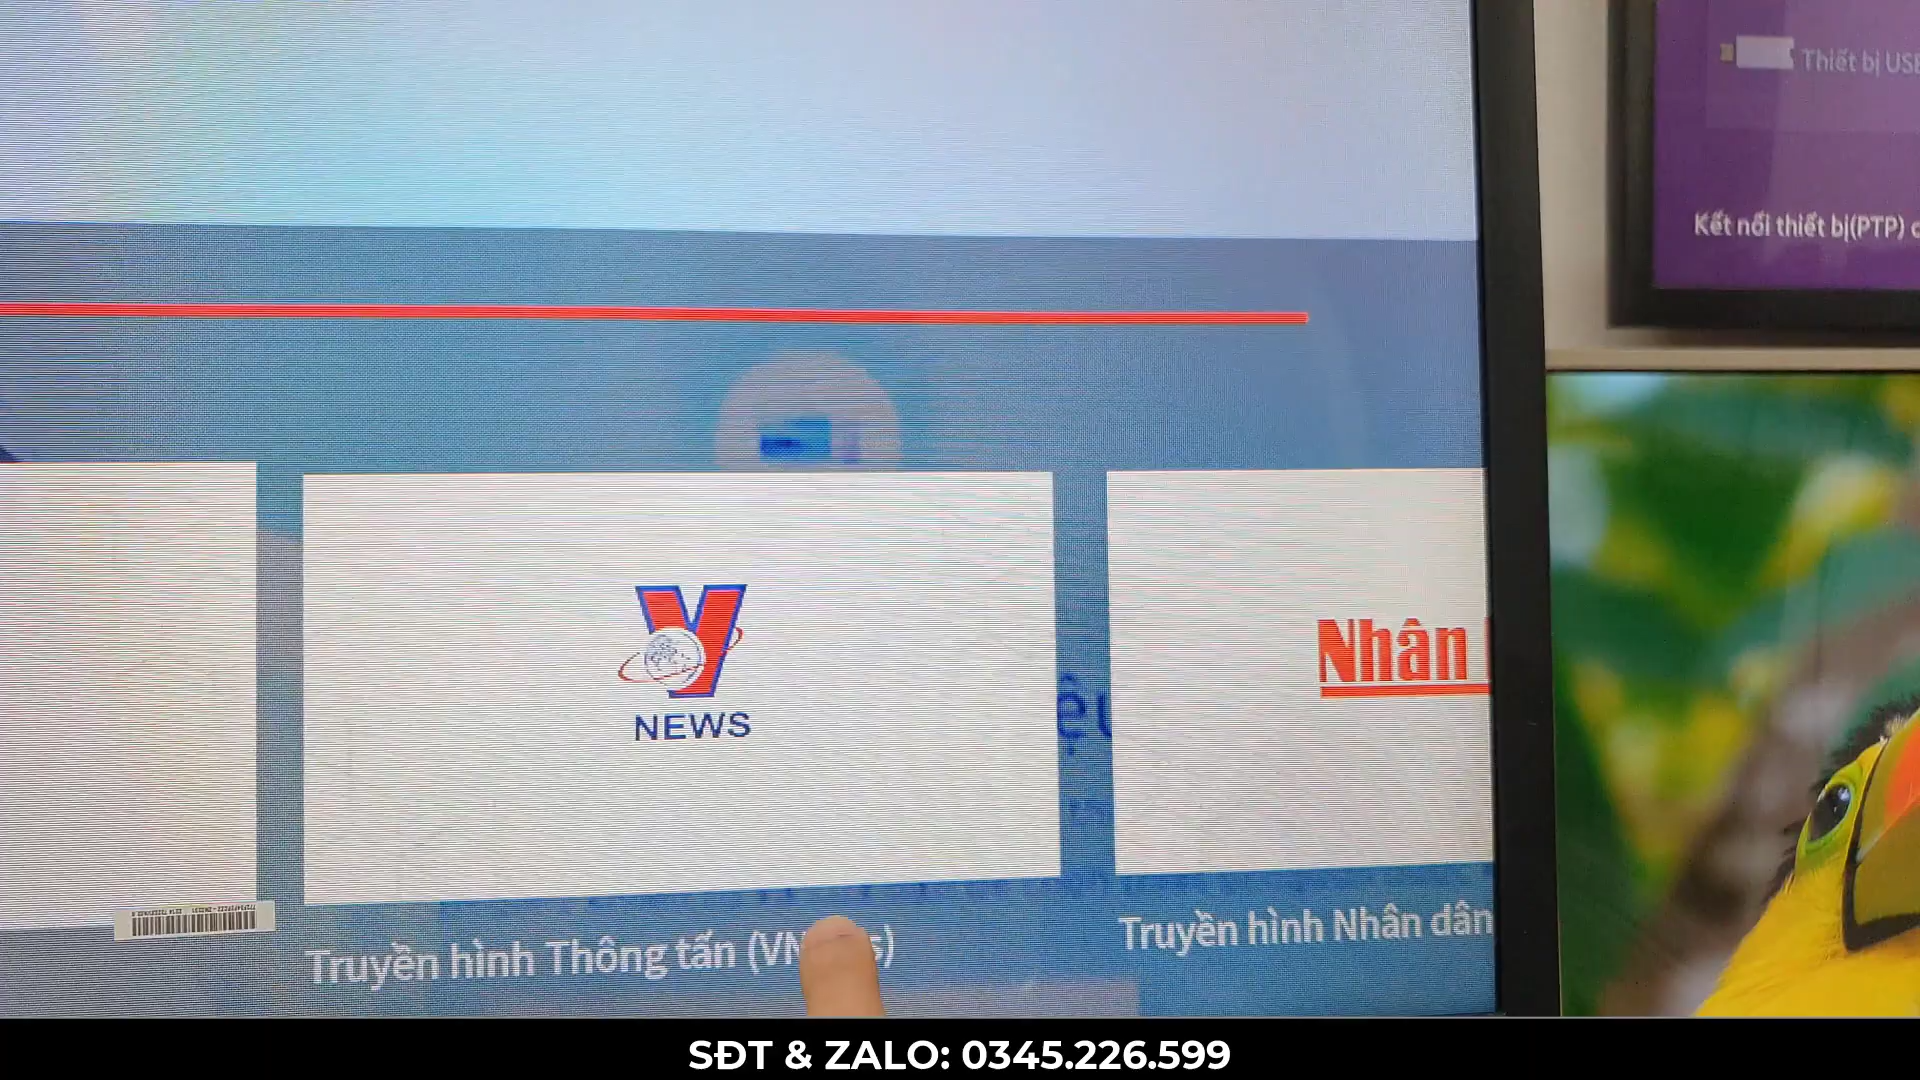 Thiết bị USB
Kết nối thiết bị(PTP)
NEWS
Nhân
Truyền hình Thông tấn (VN
s)
Truyền hình Nhân dân
SĐT & ZALO: 0345.226.599